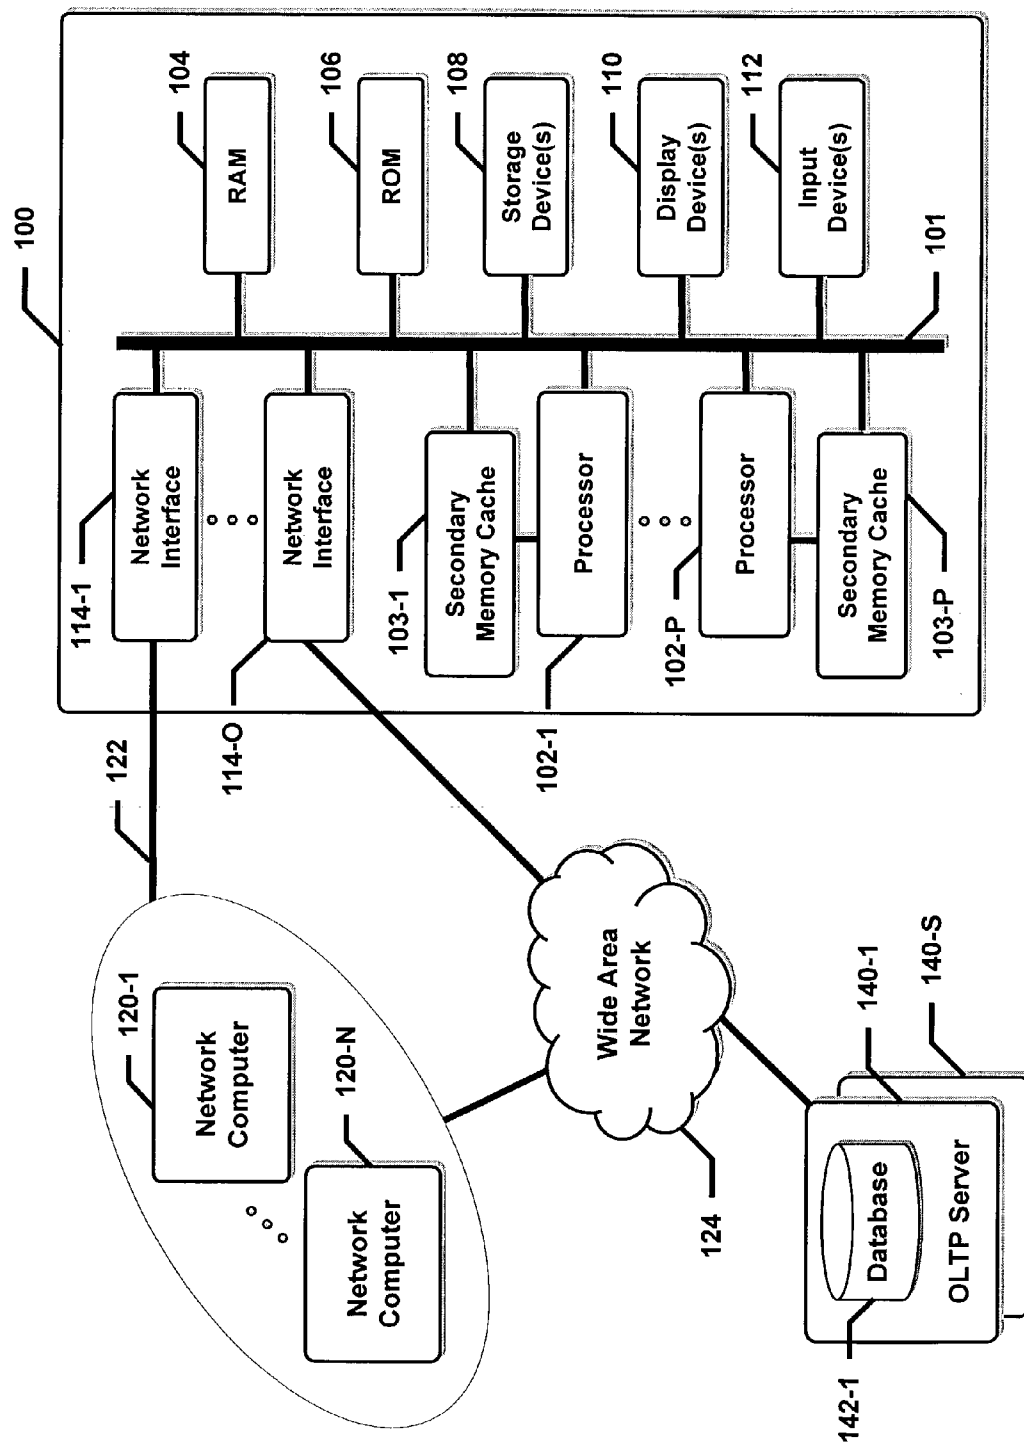 100
114-1
122
120-1
Network
Interface
Network
Computer
104
RAM
114-O
Network
Interface
120-N
Network
Computer
106
ROM
103-1
Secondary
Memory Cache
108
Storage
Device(s)
102-1
Processor
Wide Area
Network
110
Display
Device(s)
102-P
Processor
124
112
Input
Device(s)
Secondary
Memory Cache
103-P
101
142-1
Database
OLTP Server
140-1
140-S